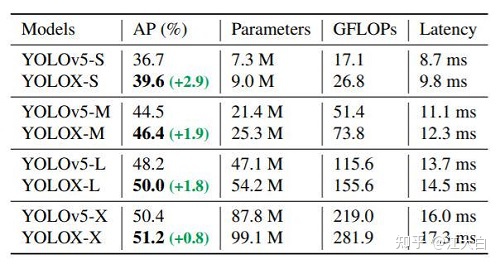 Models AP (%) Parameters GFLOPs Latency
YOLOv5-S 36.7 7.3 M 17.1 8.7 ms
YOLOX-S 39.6 (+2.9) 9.0 M 26.8 9.8 ms
YOLOv5-M 44.5 21.4 M 51.4 11.1 ms
YOLOX-M 46.4 (+1.9) 25.3 M 73.8 12.3 ms
YOLOv5-L 48.2 47.1 M 115.6 13.7 ms
YOLOX-L 50.0 (+1.8) 54.2 M 155.6 14.5 ms
YOLOv5-X 50.4 87.8 M 219.0 16.0 ms
YOLOX-X 51.2 (+0.8) 99.1 M 281.9 17.3 ms
知乎 @江大白